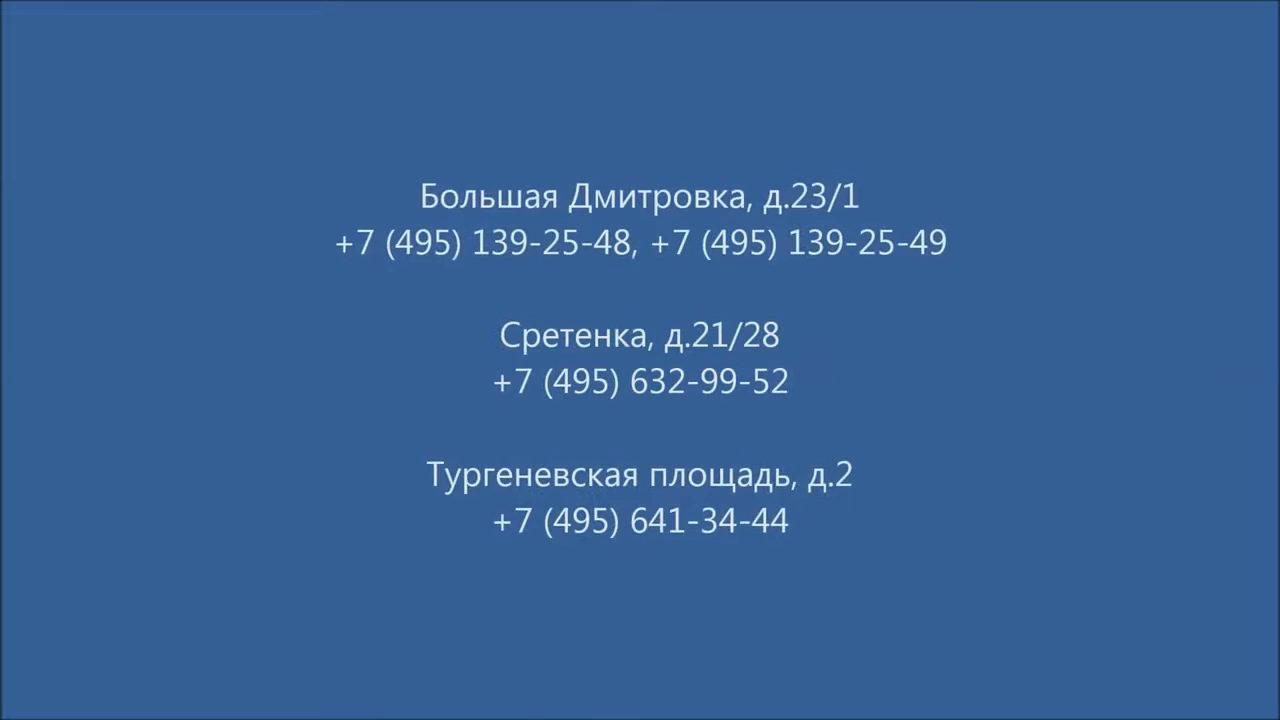 Большая Дмитровка, д.23/1
+7 (495) 139-25-48, +7 (495) 139-25-49
Сретенка, д.21/28
+7 (495) 632-99-52
Тургеневская площадь, д.2
+7 (495) 641-34-44